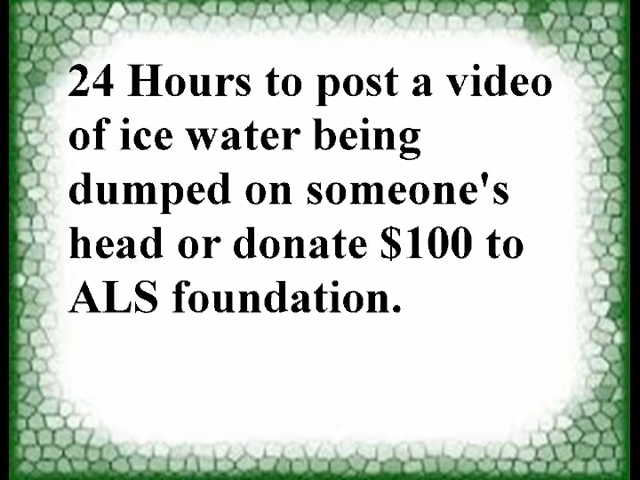 24 Hours to post a video
of ice water being
dumped on someone's
head or donate $100 to
ALS foundation.